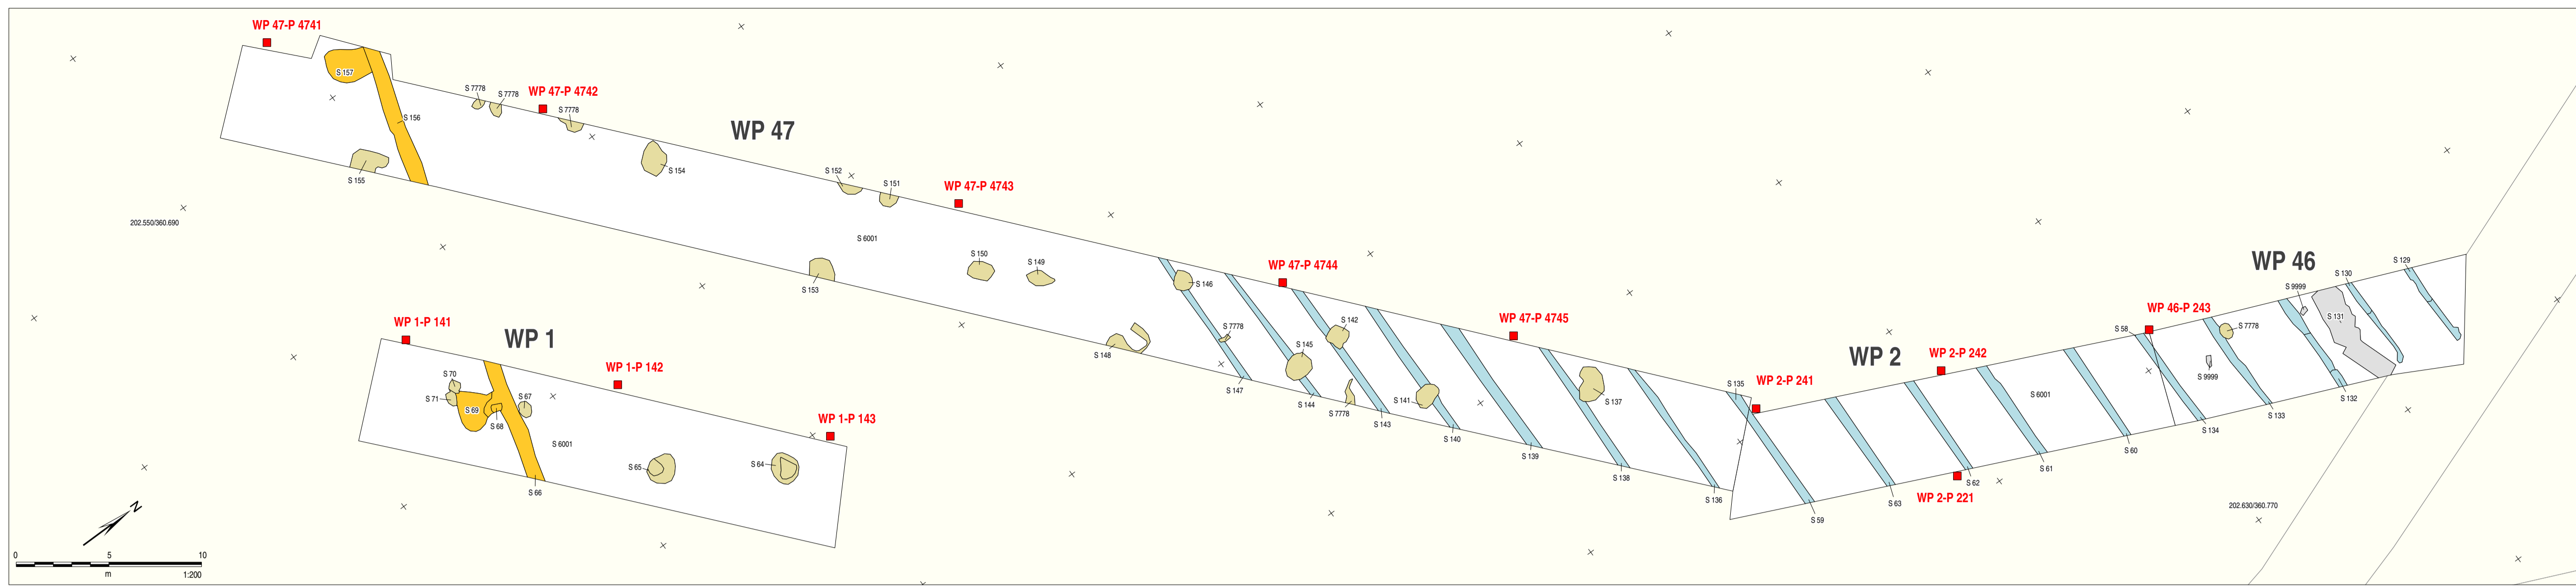 WP 47-P 4741
S 157
S 7778
S 7778
WP 47-P 4742
S 7778
S 156
WP 47
S 155
S 154
S 152
S 151
WP 47-P 4743
202.550/360.690
S 6001
S 153
S 150
S 149
WP 47-P 4744
S 146
S 7778
S 142
S 148
S 145
S 147
S 144
S 7778
S 143
S 141
S 140
WP 47-P 4745
S 137
S 139
S 138
S 136
S 135
WP 1-P 141
WP 1
WP 1-P 142
S 70
S 71
S 69
S 68
S 67
S 6001
S 66
S 65
S 64
WP 1-P 143
WP 2-P 241
WP 2
WP 2-P 242
S 6001
S 59
S 63
S 62
WP 2-P 221
S 61
S 60
S 58
WP 46-P 243
WP 46
S 129
S 130
S 9999
S 131
S 7778
S 9999
S 134
S 133
S 132
202.630/360.770
N
0 5 10
m 1:200